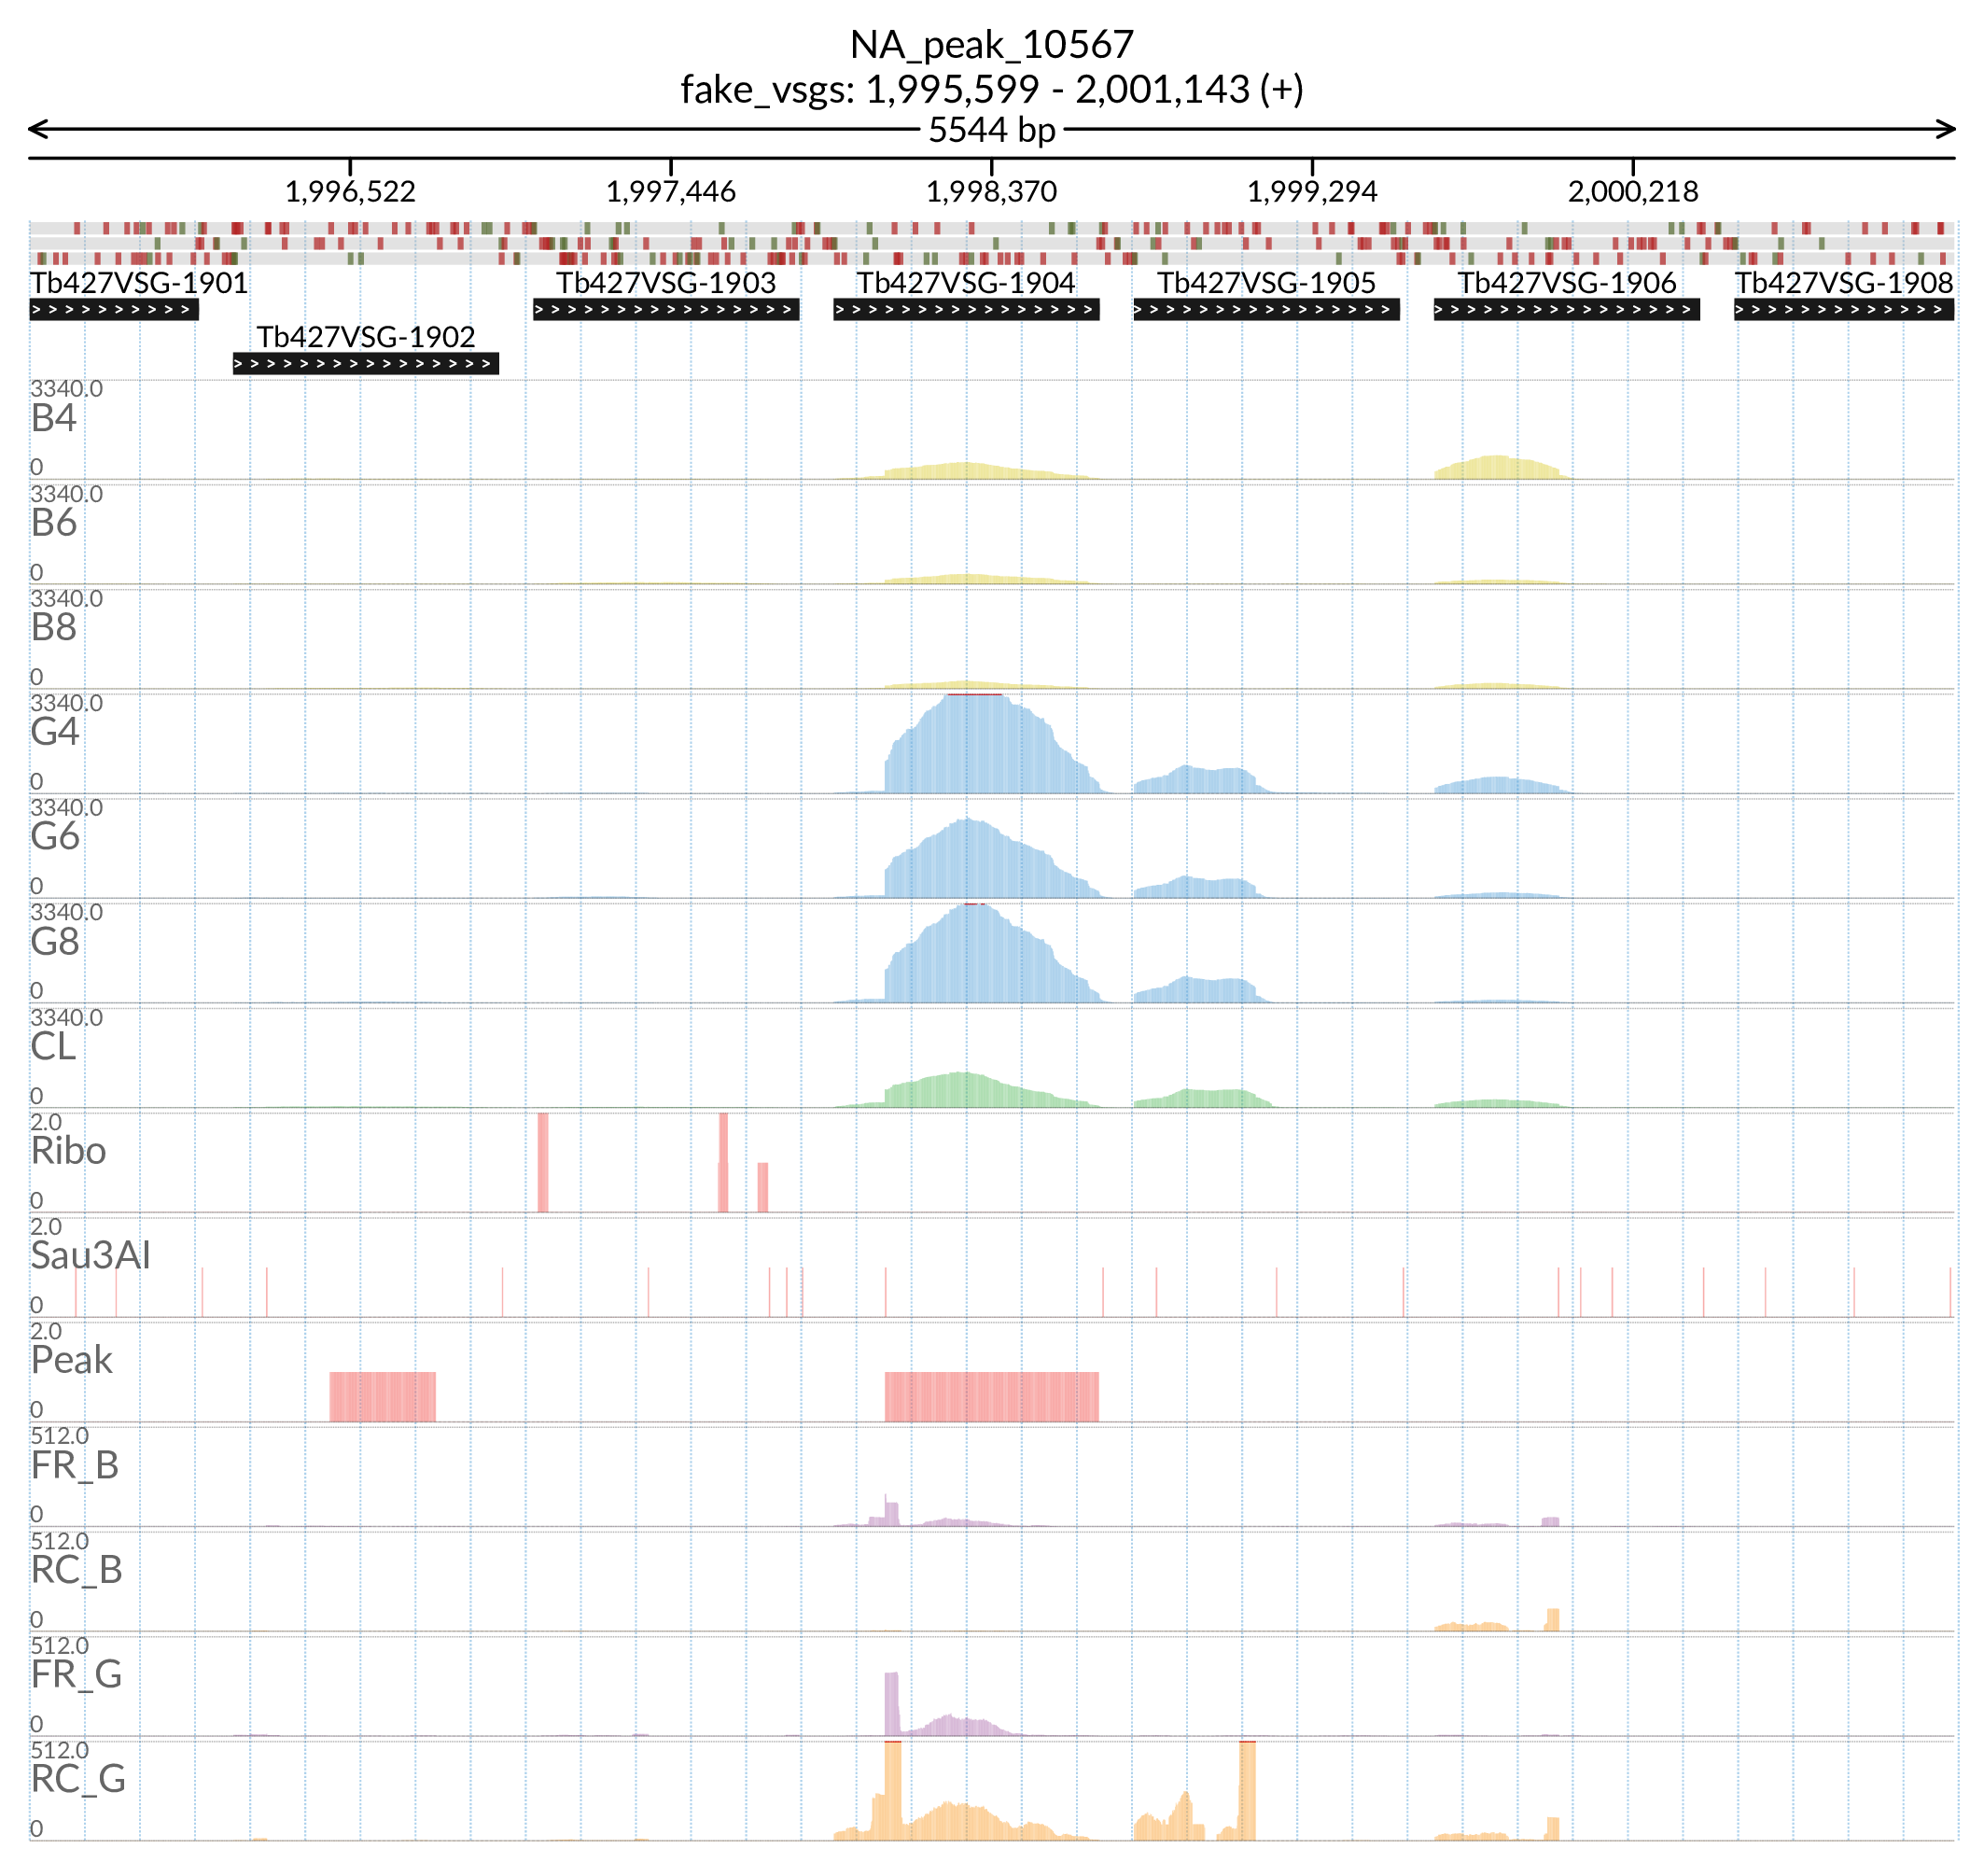 NA_peak_10567
fake_vsgs: 1,995,599 - 2,001,143 (+)
5544 bp
1,996,522 1,997,446 1,998,370 1,999,294 2,000,218
Tb427VSG-1901 Tb427VSG-1903 Tb427VSG-1904 Tb427VSG-1905 Tb427VSG-1906 Tb427VSG-1908
Tb427VSG-1902
3340.0
B4
0
3340.0
B6
0
3340.0
B8
0
3340.0
G4
0
3340.0
G6
0
3340.0
G8
0
3340.0
CL
0
2.0
Ribo
0
2.0
Sau3AI
0
2.0
Peak
0
512.0
FR_B
0
512.0
RC_B
0
512.0
FR_G
0
512.0
RC_G
0